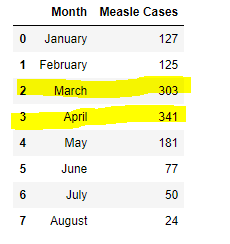 Month Measle Cases
0 January 127
1 February 125
2 March 303
3 April 341
4 May 181
5 June 77
6 July 50
7 August 24